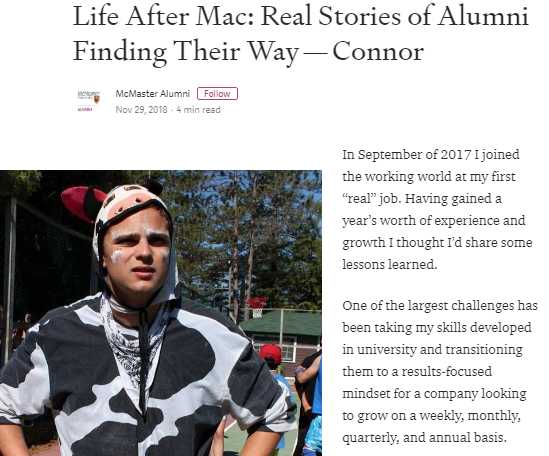 Life After Mac: Real Stories of Alumni
Finding Their Way — Connor
McMaster
McMaster Alumni Follow
Nov 29, 2018 · 4 min read
In September of 2017 I joined
the working world at my first
“real” job. Having gained a
year’s worth of experience and
growth I thought I’d share some
lessons learned.
One of the largest challenges has
been taking my skills developed
in university and transitioning
them to a results-focused
mindset for a company looking
to grow on a weekly, monthly,
quarterly, and annual basis.